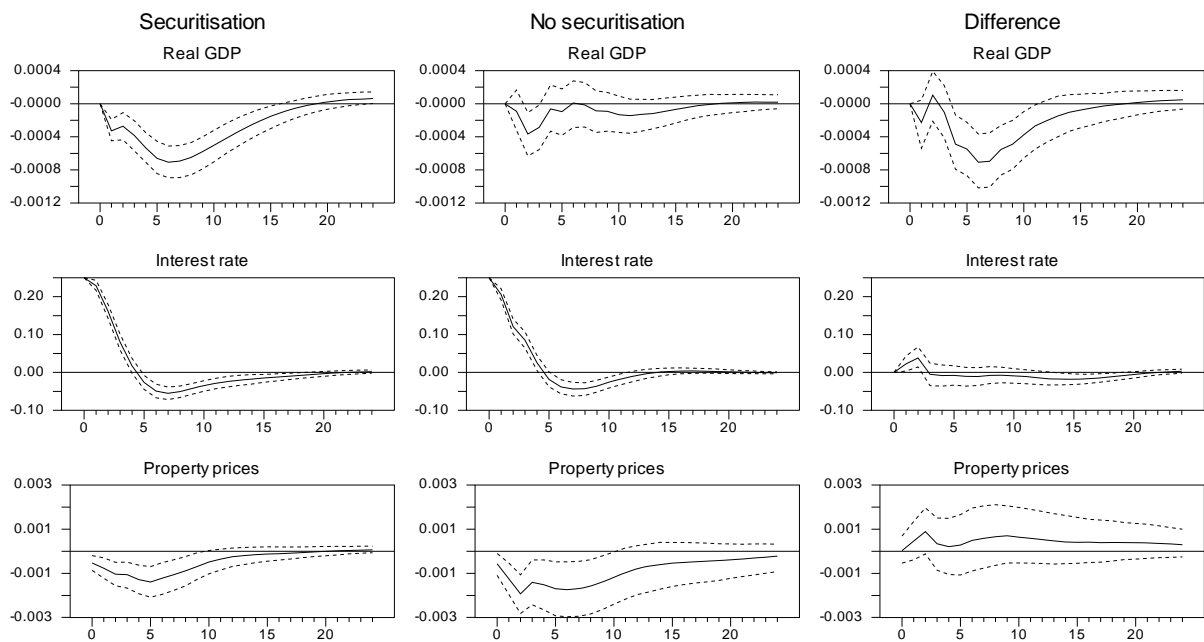 Securitisation
No securitisation
Difference
Real GDP
Real GDP
Real GDP
0.0004
-0.0000
-0.0004
-0.0008
-0.0012
0 5 10 15 20
0.0004
-0.0000
-0.0004
-0.0008
-0.0012
0 5 10 15 20
0.0004
-0.0000
-0.0004
-0.0008
-0.0012
0 5 10 15 20
Interest rate
Interest rate
Interest rate
0.20
0.10
0.00
-0.10
0 5 10 15 20
0.20
0.10
0.00
-0.10
0 5 10 15 20
0.20
0.10
0.00
-0.10
0 5 10 15 20
Property prices
Property prices
Property prices
0.003
0.001
-0.001
-0.003
0 5 10 15 20
0.003
0.001
-0.001
-0.003
0 5 10 15 20
0.003
0.001
-0.001
-0.003
0 5 10 15 20